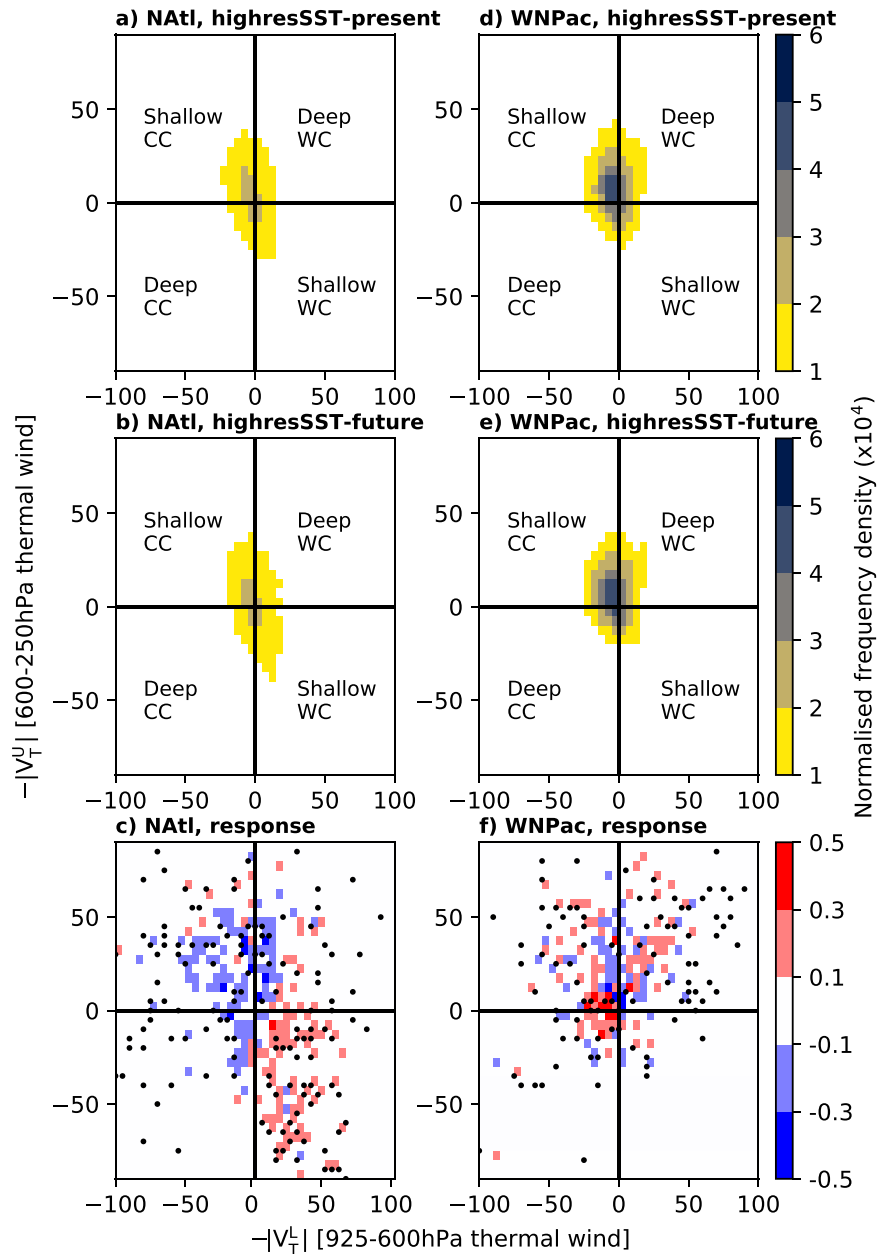 a) NAtl, highresSST-present
Shallow CC
Deep WC
Deep CC
Shallow WC
50
0
−50
−100 −50 0 50 100
d) WNPac, highresSST-present
Shallow CC
Deep WC
Deep CC
Shallow WC
50
0
−50
−100 −50 0 50 100
6
5
4
3
2
1
b) NAtl, highresSST-future
Shallow CC
Deep WC
Deep CC
Shallow WC
50
0
−50
−100 −50 0 50 100
e) WNPac, highresSST-future
Shallow CC
Deep WC
Deep CC
Shallow WC
50
0
−50
−100 −50 0 50 100
6
5
4
3
2
1
Normalised frequency density (x10⁴)
−|V_T^U| [600-250hPa thermal wind]
c) NAtl, response
50
0
−50
−100 −50 0 50 100
f) WNPac, response
50
0
−50
−100 −50 0 50 100
0.5
0.3
0.1
-0.1
-0.3
-0.5
−|V_T^L| [925-600hPa thermal wind]